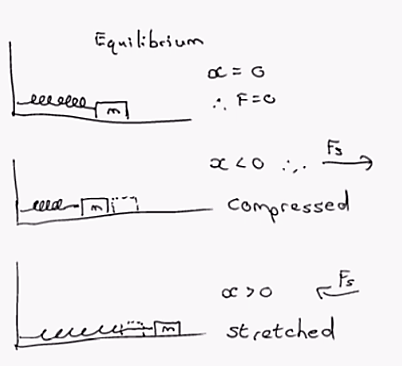 Equilibrium
x = 0
∴ F=0
m
x < 0 ∴ Fs
m
compressed
x > 0 Fs
m
stretched